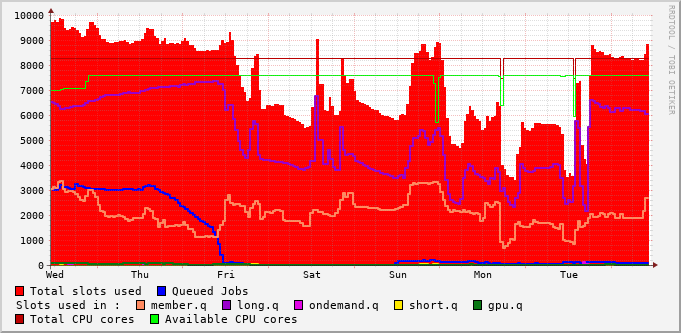 10000
9000
8000
7000
6000
5000
4000
3000
2000
1000
0
Wed Thu Fri Sat Sun Mon Tue
RRDTOOL / TOBI OETIKER
Total slots used Queued Jobs
Slots used in : member.q long.q ondemand.q short.q gpu.q
Total CPU cores Available CPU cores